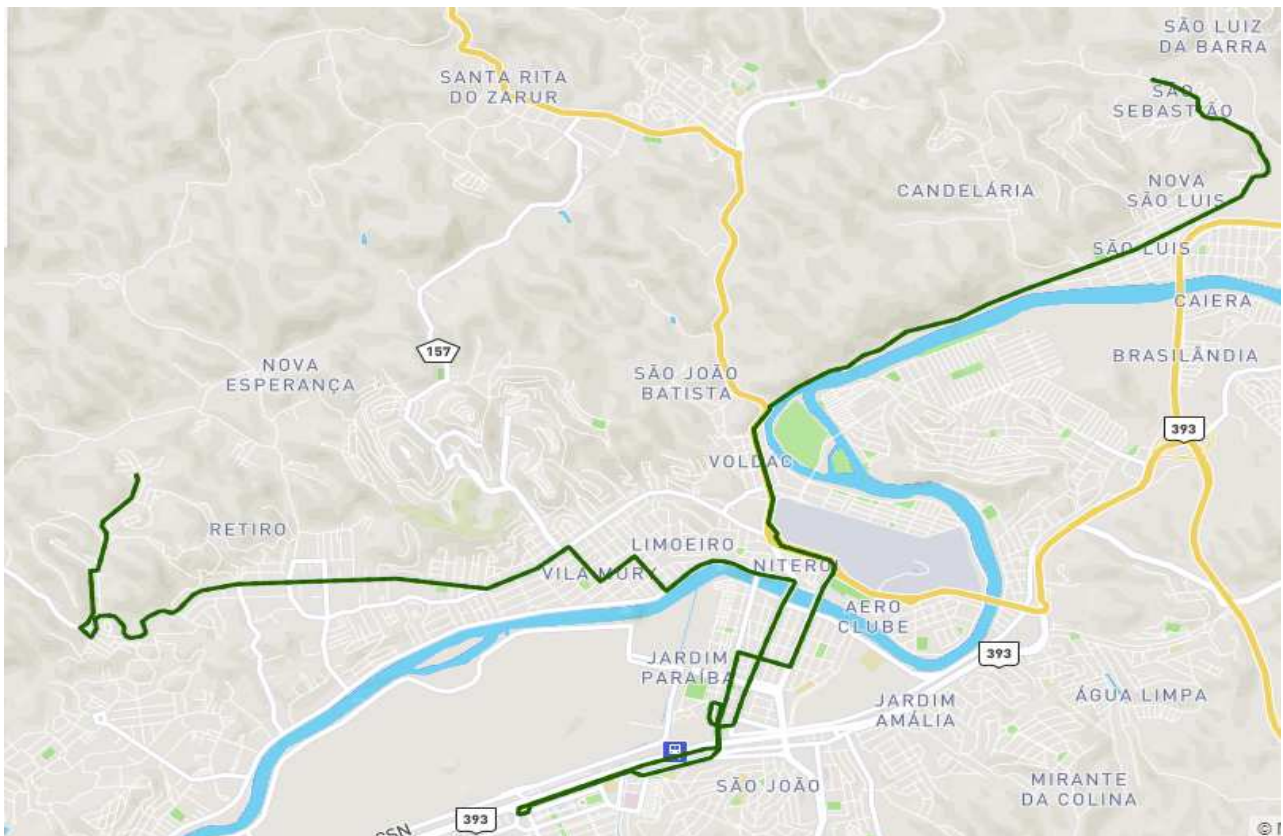 SÃO LUIZ
DA BARRA
SANTA RITA
DO ZARUR
SÃO
SEBASTIÃO
CANDELÁRIA
NOVA
SÃO LUIS
SÃO LUIS
CAIERA
157
NOVA
ESPERANÇA
SÃO JOÃO
BATISTA
BRASILÂNDIA
393
VOLDAC
RETIRO
LIMOEIRO
VILA MURY
NITERÓI
AERO
CLUBE
JARDIM
PARAÍBA
393
JARDIM
AMÁLIA
ÁGUA LIMPA
SÃO JOÃO
MIRANTE
DA COLINA
393
CSN
©